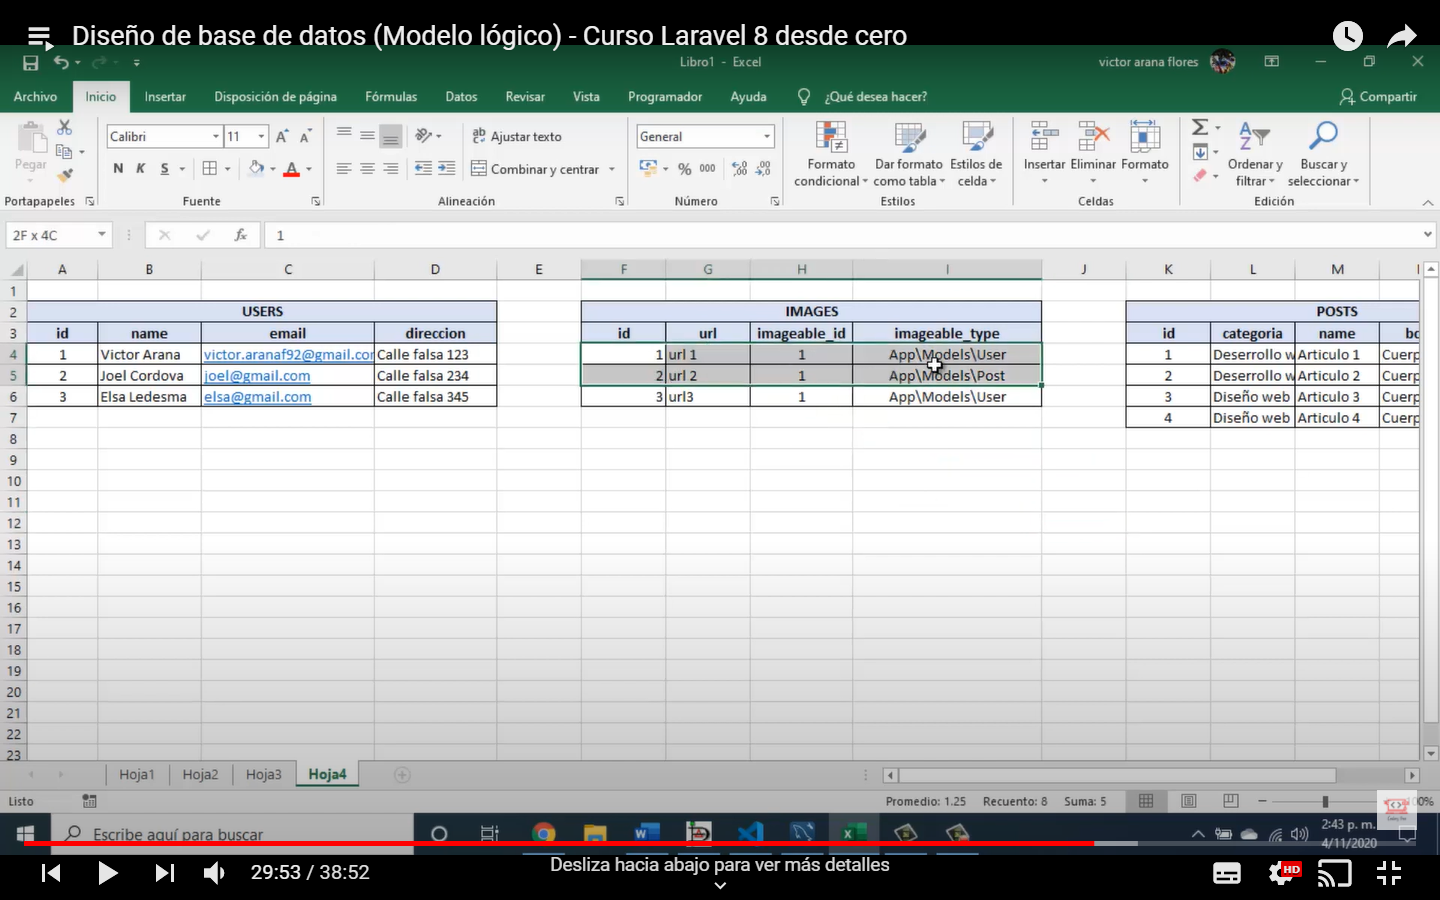 Diseño de base de datos (Modelo lógico) - Curso Laravel 8 desde cero
Libro1 - Excel
victor arana flores
Archivo Inicio Insertar Disposición de página Fórmulas Datos Revisar Vista Programador Ayuda ¿Qué desea hacer? Compartir
Pegar
Calibri 11
N K S
Ajustar texto
Combinar y centrar
General
% 000
Formato condicional
Dar formato como tabla
Estilos de celda
Insertar Eliminar Formato
Ordenar y filtrar
Buscar y seleccionar
Portapapeles Fuente Alineación Número Estilos Celdas Edición
2F x 4C fx 1
A B C D E F G H I J K L M
1
2 USERS IMAGES POSTS
3 id name email direccion id url imageable_id imageable_type id categoria name
4 1 Victor Arana victor.aranaf92@gmail.com Calle falsa 123 1 url 1 1 App\Models\User 1 Deserrollo w Articulo 1 Cuerp
5 2 Joel Cordova joel@gmail.com Calle falsa 234 2 url 2 1 App\Models\Post 2 Deserrollo w Articulo 2 Cuerp
6 3 Elsa Ledesma elsa@gmail.com Calle falsa 345 3 url3 1 App\Models\User 3 Diseño web Articulo 3 Cuerp
7 4 Diseño web Articulo 4 Cuerp
8
9
10
11
12
13
14
15
16
17
18
19
20
21
22
23
Hoja1 Hoja2 Hoja3 Hoja4
Listo Promedio: 1.25 Recuento: 8 Suma: 5
Escribe aquí para buscar
2:43 p. m.
4/11/2020
29:53 / 38:52
Desliza hacia abajo para ver más detalles
HD